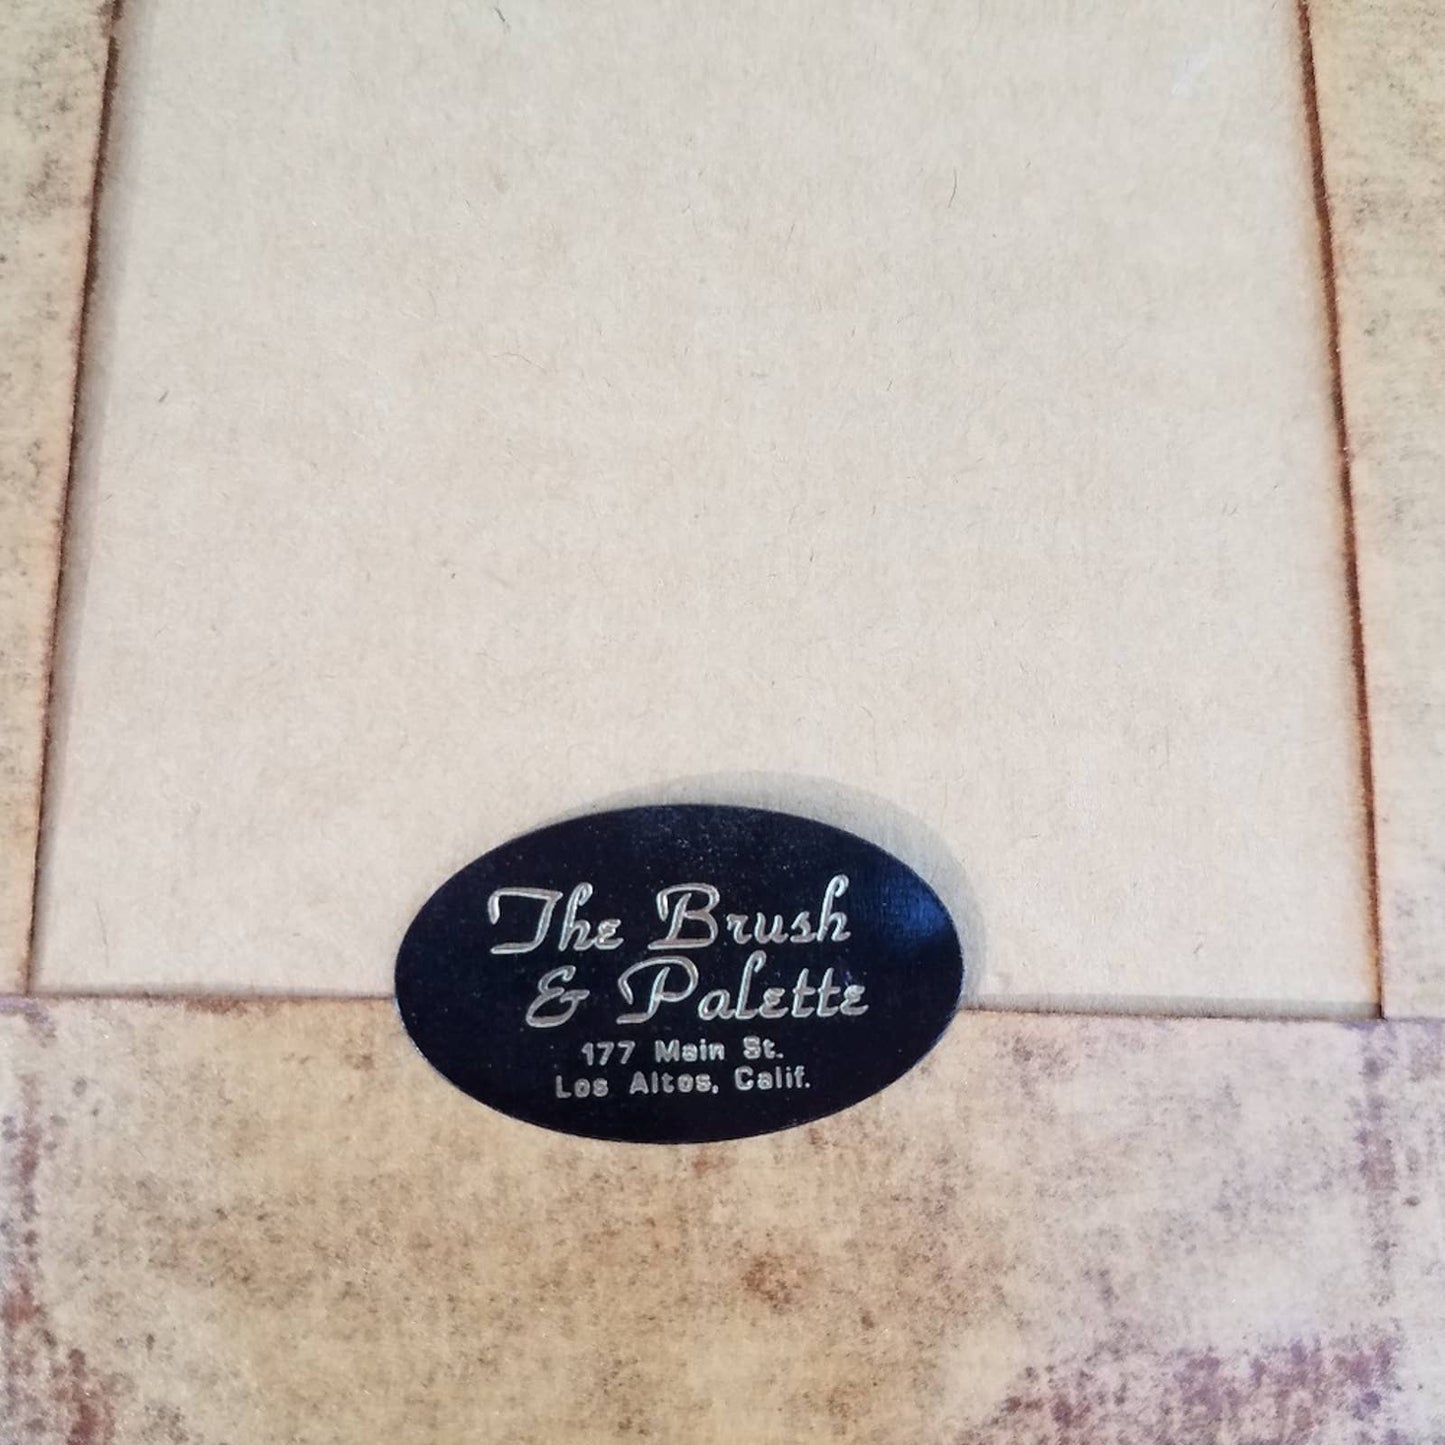 The Brush
& Palette
177 Main St.
Los Altos, Calif.